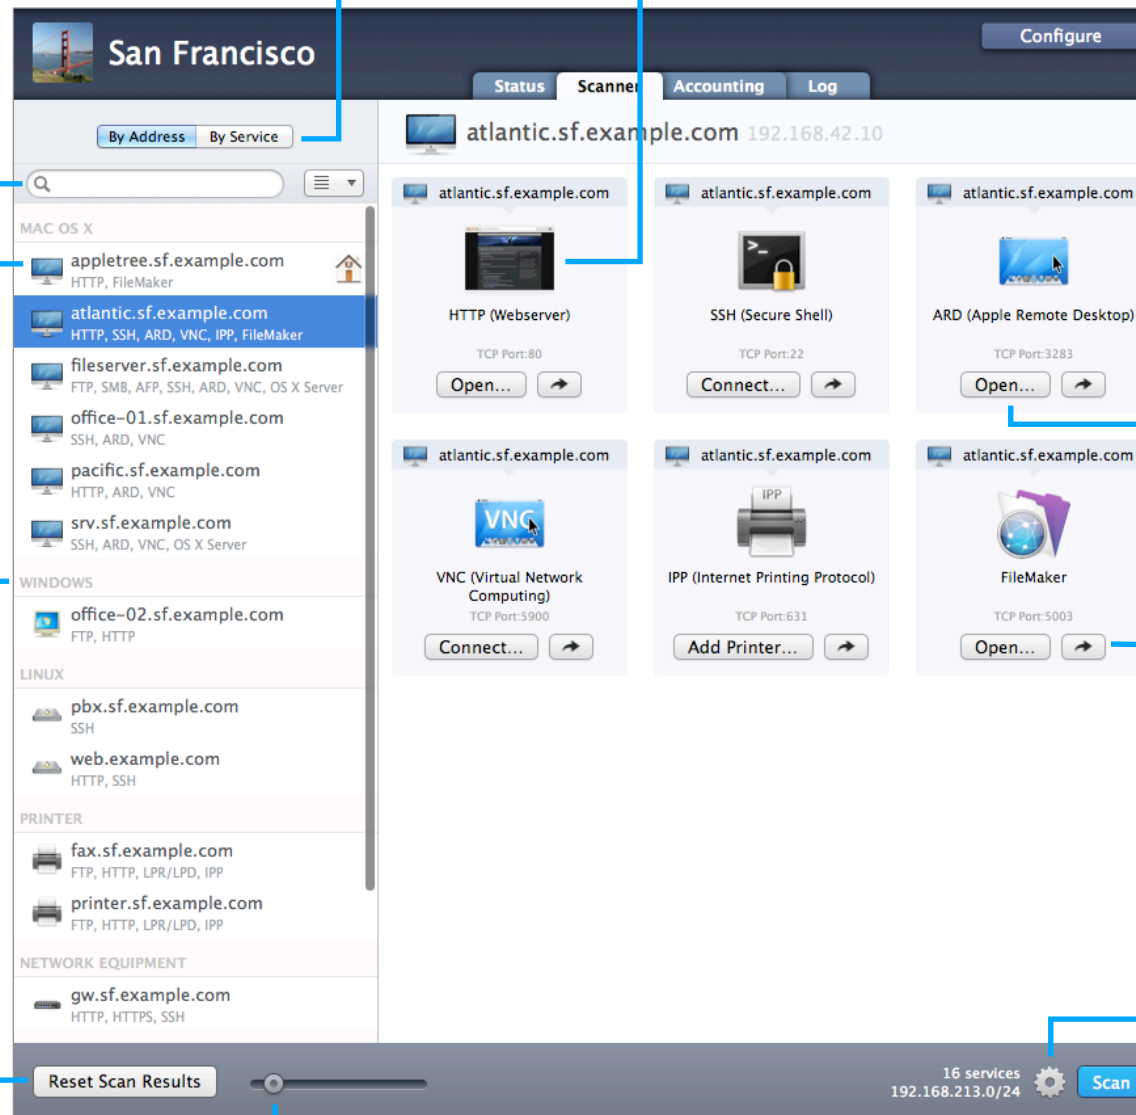 San Francisco
Configure
Status Scanner Accounting Log
By Address By Service
atlantic.sf.example.com 192.168.42.10
MAC OS X
appletree.sf.example.com
HTTP, FileMaker
atlantic.sf.example.com
HTTP, SSH, ARD, VNC, IPP, FileMaker
fileserver.sf.example.com
FTP, SMB, AFP, SSH, ARD, VNC, OS X Server
office-01.sf.example.com
SSH, ARD, VNC
pacific.sf.example.com
HTTP, ARD, VNC
srv.sf.example.com
SSH, ARD, VNC, OS X Server
WINDOWS
office-02.sf.example.com
FTP, HTTP
LINUX
pbx.sf.example.com
SSH
web.example.com
HTTP, SSH
PRINTER
fax.sf.example.com
FTP, HTTP, LPR/LPD, IPP
printer.sf.example.com
FTP, HTTP, LPR/LPD, IPP
NETWORK EQUIPMENT
gw.sf.example.com
HTTP, HTTPS, SSH
atlantic.sf.example.com
HTTP (Webserver)
TCP Port:80
Open...
atlantic.sf.example.com
>_
SSH (Secure Shell)
TCP Port:22
Connect...
atlantic.sf.example.com
ARD (Apple Remote Desktop)
TCP Port:3283
Open...
atlantic.sf.example.com
VNC
VNC (Virtual Network
Computing)
TCP Port:5900
Connect...
atlantic.sf.example.com
IPP
IPP (Internet Printing Protocol)
TCP Port:631
Add Printer...
atlantic.sf.example.com
FileMaker
TCP Port:5003
Open...
Reset Scan Results
16 services
192.168.213.0/24
Scan